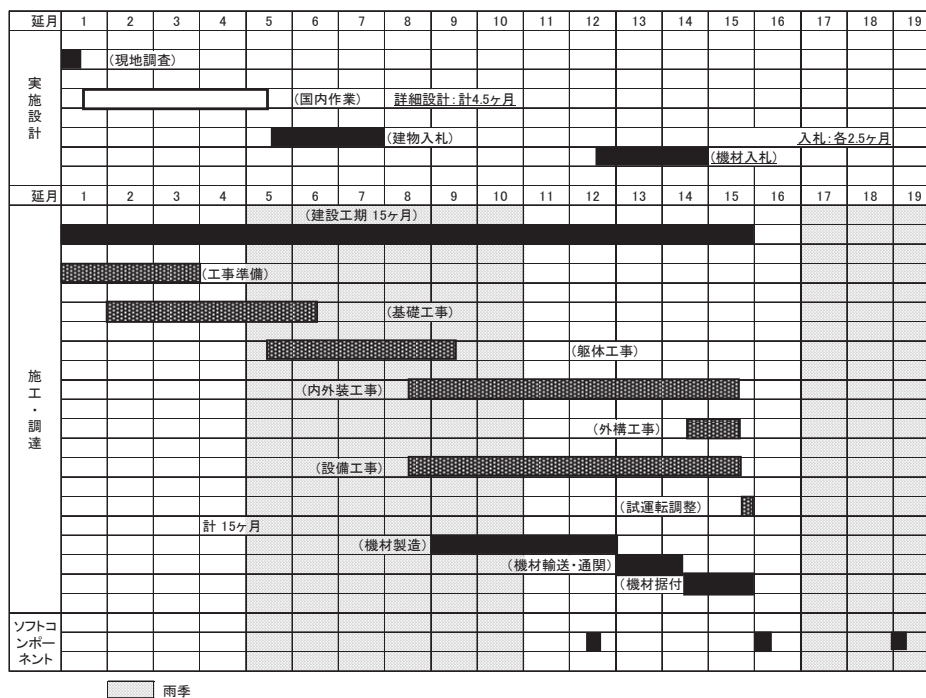 延月 1 2 3 4 5 6 7 8 9 10 11 12 13 14 15 16 17 18 19
実施設計
(現地調査)
(国内作業) 詳細設計：計4.5ヶ月
(建物入札) 入札：各2.5ヶ月
(機材入札)
延月 1 2 3 4 5 6 7 8 9 10 11 12 13 14 15 16 17 18 19
施工・調達
(建設工期 15ヶ月)
(工事準備)
(基礎工事)
(躯体工事)
(内外装工事)
(外構工事)
(設備工事)
(試運転調整)
計 15ヶ月
(機材製造)
(機材輸送・通関)
(機材据付
ソフトコ
ンポー
ネント
雨季